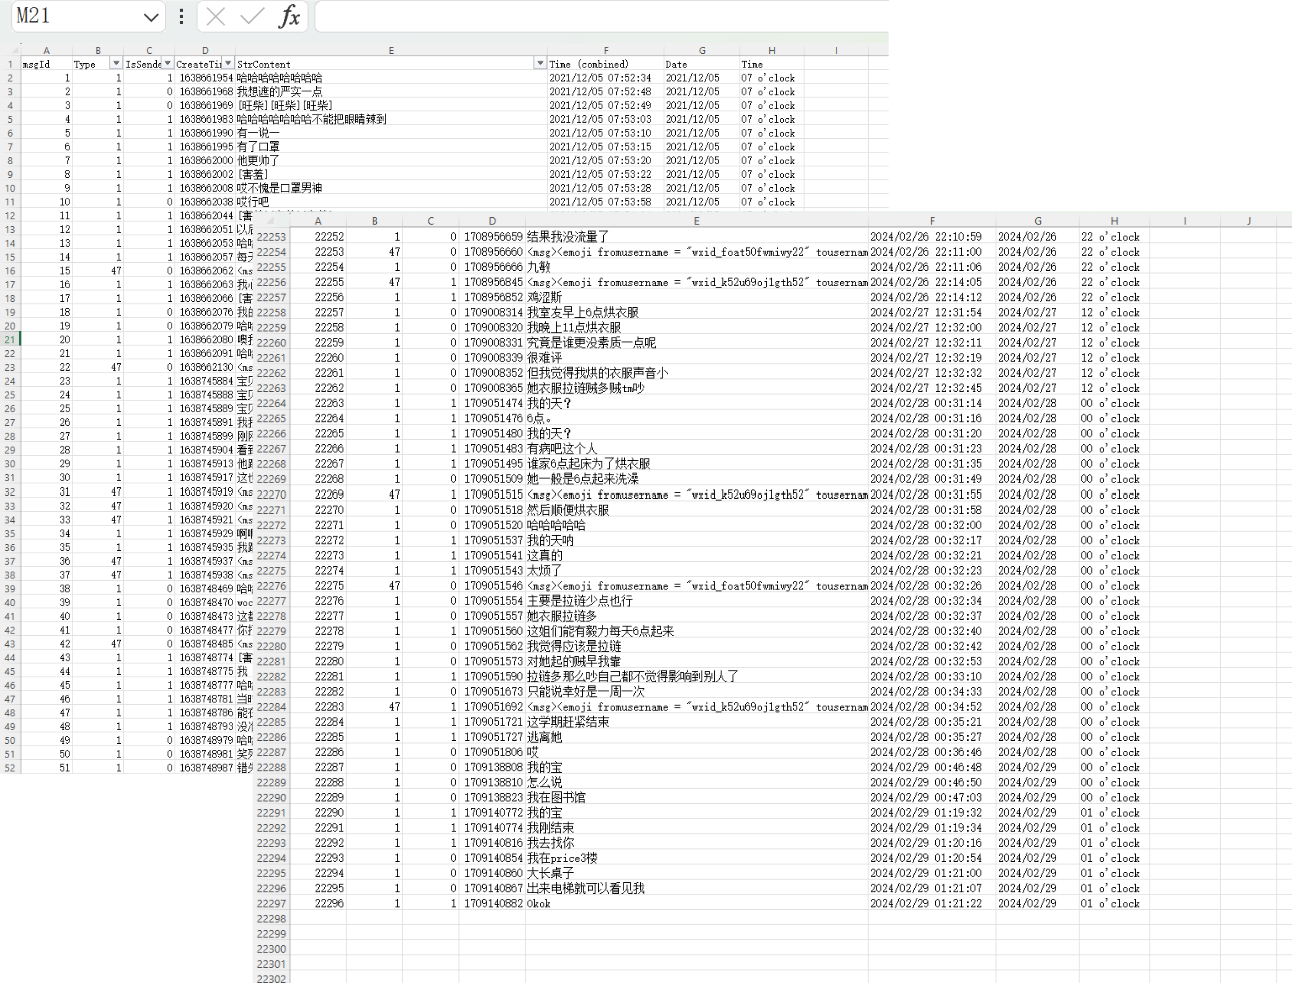 M21 fx
A B C D E F G H I
1 msgId Type IsSende CreateTin StrContent Time (combined) Date Time
2 1 1 1 1638661954 哈哈哈哈哈哈哈哈 2021/12/05 07:52:34 2021/12/05 07 o'clock
3 2 1 0 1638661968 我想遮的严实一点 2021/12/05 07:52:48 2021/12/05 07 o'clock
4 3 1 0 1638661969 [旺柴][旺柴][旺柴] 2021/12/05 07:52:49 2021/12/05 07 o'clock
5 4 1 1 1638661983 哈哈哈哈哈哈哈不能把眼睛辣到 2021/12/05 07:53:03 2021/12/05 07 o'clock
6 5 1 1 1638661990 有一说一 2021/12/05 07:53:10 2021/12/05 07 o'clock
7 6 1 1 1638661995 有了口罩 2021/12/05 07:53:15 2021/12/05 07 o'clock
8 7 1 1 1638662000 他更帅了 2021/12/05 07:53:20 2021/12/05 07 o'clock
9 8 1 1 1638662002 [害羞] 2021/12/05 07:53:22 2021/12/05 07 o'clock
10 9 1 1 1638662008 哎不愧是口罩男神 2021/12/05 07:53:28 2021/12/05 07 o'clock
11 10 1 0 1638662038 哎行吧 2021/12/05 07:53:58 2021/12/05 07 o'clock
12 11 1 1 1638662044 [害
13 12 1 0 1638662051 以后
14 13 1 0 1638662053 哈哈
15 14 1 0 1638662057 每天
16 15 47 0 1638662062 <ms
17 16 1 1 1638662063 我心
18 17 1 1 1638662066 [害
19 18 1 0 1638662076 我的
20 19 1 0 1638662079 哈哈
21 20 1 1 1638662080 噢我
22 21 1 1 1638662091 哈哈
23 22 47 0 1638662130 <ms
24 23 1 1 1638745884 宝贝
25 24 1 1 1638745888 宝贝
26 25 1 1 1638745889 宝贝
27 26 1 1 1638745891 我我
28 27 1 1 1638745899 刚刚
29 28 1 1 1638745904 看到
30 29 1 1 1638745913 他跟
31 30 1 1 1638745917 这也
32 31 47 1 1638745919 <ms
33 32 47 1 1638745920 <ms
34 33 47 1 1638745921 <ms
35 34 1 1 1638745929 啊啊
36 35 1 1 1638745935 我跟
37 36 47 1 1638745937 <ms
38 37 47 1 1638745938 <ms
39 38 1 0 1638748469 哈哈
40 39 1 0 1638748470 woc
41 40 1 0 1638748473 这都
42 41 1 0 1638748477 你打
43 42 47 0 1638748485 <ms
44 43 1 1 1638748774 [害
45 44 1 1 1638748775 我
46 45 1 1 1638748777 哈哈
47 46 1 1 1638748781 当时
48 47 1 1 1638748786 能在
49 48 1 1 1638748793 没准
50 49 1 0 1638748979 哈哈
51 50 1 0 1638748981 笑死
52 51 1 0 1638748987 错失
A B C D E F G H I J
22253 22252 1 0 1708956659 结果我没流量了 2024/02/26 22:10:59 2024/02/26 22 o'clock
22254 22253 47 0 1708956660 <msg><emoji fromusername = "wxid_foat50fwmiwy22" tousernam 2024/02/26 22:11:00 2024/02/26 22 o'clock
22255 22254 1 0 1708956666 九敏 2024/02/26 22:11:06 2024/02/26 22 o'clock
22256 22255 47 1 1708956845 <msg><emoji fromusername = "wxid_k52u69oj1gth52" tousernam 2024/02/26 22:14:05 2024/02/26 22 o'clock
22257 22256 1 1 1708956852 鸡涩斯 2024/02/26 22:14:12 2024/02/26 22 o'clock
22258 22257 1 0 1709008314 我室友早上6点烘衣服 2024/02/27 12:31:54 2024/02/27 12 o'clock
22259 22258 1 0 1709008320 我晚上11点烘衣服 2024/02/27 12:32:00 2024/02/27 12 o'clock
22260 22259 1 0 1709008331 究竟是谁更没素质一点呢 2024/02/27 12:32:11 2024/02/27 12 o'clock
22261 22260 1 0 1709008339 很难评 2024/02/27 12:32:19 2024/02/27 12 o'clock
22262 22261 1 0 1709008352 但我觉得我烘的衣服声音小 2024/02/27 12:32:32 2024/02/27 12 o'clock
22263 22262 1 0 1709008365 她衣服拉链贼多贼tm吵 2024/02/27 12:32:45 2024/02/27 12 o'clock
22264 22263 1 1 1709051474 我的天？ 2024/02/28 00:31:14 2024/02/28 00 o'clock
22265 22264 1 1 1709051476 6点。 2024/02/28 00:31:16 2024/02/28 00 o'clock
22266 22265 1 1 1709051480 我的天？ 2024/02/28 00:31:20 2024/02/28 00 o'clock
22267 22266 1 1 1709051483 有病吧这个人 2024/02/28 00:31:23 2024/02/28 00 o'clock
22268 22267 1 1 1709051495 谁家6点起床为了烘衣服 2024/02/28 00:31:35 2024/02/28 00 o'clock
22269 22268 1 0 1709051509 她一般是6点起来洗澡 2024/02/28 00:31:49 2024/02/28 00 o'clock
22270 22269 47 1 1709051515 <msg><emoji fromusername = "wxid_k52u69oj1gth52" tousernam 2024/02/28 00:31:55 2024/02/28 00 o'clock
22271 22270 1 0 1709051518 然后顺便烘衣服 2024/02/28 00:31:58 2024/02/28 00 o'clock
22272 22271 1 0 1709051520 哈哈哈哈哈 2024/02/28 00:32:00 2024/02/28 00 o'clock
22273 22272 1 1 1709051537 我的天呐 2024/02/28 00:32:17 2024/02/28 00 o'clock
22274 22273 1 1 1709051541 这真的 2024/02/28 00:32:21 2024/02/28 00 o'clock
22275 22274 1 1 1709051543 太烦了 2024/02/28 00:32:23 2024/02/28 00 o'clock
22276 22275 47 0 1709051546 <msg><emoji fromusername = "wxid_foat50fwmiwy22" tousernam 2024/02/28 00:32:26 2024/02/28 00 o'clock
22277 22276 1 0 1709051554 主要是拉链少点也行 2024/02/28 00:32:34 2024/02/28 00 o'clock
22278 22277 1 0 1709051557 她衣服拉链多 2024/02/28 00:32:37 2024/02/28 00 o'clock
22279 22278 1 1 1709051560 这姐们能有毅力每天6点起来 2024/02/28 00:32:40 2024/02/28 00 o'clock
22280 22279 1 0 1709051562 我觉得应该是拉链 2024/02/28 00:32:42 2024/02/28 00 o'clock
22281 22280 1 0 1709051573 对她起的贼早我靠 2024/02/28 00:32:53 2024/02/28 00 o'clock
22282 22281 1 1 1709051590 拉链多那么吵自己都不觉得影响到别人了 2024/02/28 00:33:10 2024/02/28 00 o'clock
22283 22282 1 0 1709051673 只能说幸好是一周一次 2024/02/28 00:34:33 2024/02/28 00 o'clock
22284 22283 47 1 1709051692 <msg><emoji fromusername = "wxid_k52u69oj1gth52" tousernam 2024/02/28 00:34:52 2024/02/28 00 o'clock
22285 22284 1 1 1709051721 这学期赶紧结束 2024/02/28 00:35:21 2024/02/28 00 o'clock
22286 22285 1 1 1709051727 逃离她 2024/02/28 00:35:27 2024/02/28 00 o'clock
22287 22286 1 0 1709051806 哎 2024/02/28 00:36:46 2024/02/28 00 o'clock
22288 22287 1 0 1709138808 我的宝 2024/02/29 00:46:48 2024/02/29 00 o'clock
22289 22288 1 0 1709138810 怎么说 2024/02/29 00:46:50 2024/02/29 00 o'clock
22290 22289 1 0 1709138823 我在图书馆 2024/02/29 00:47:03 2024/02/29 00 o'clock
22291 22290 1 1 1709140772 我的宝 2024/02/29 01:19:32 2024/02/29 01 o'clock
22292 22291 1 1 1709140774 我刚结束 2024/02/29 01:19:34 2024/02/29 01 o'clock
22293 22292 1 1 1709140816 我去找你 2024/02/29 01:20:16 2024/02/29 01 o'clock
22294 22293 1 0 1709140854 我在price3楼 2024/02/29 01:20:54 2024/02/29 01 o'clock
22295 22294 1 0 1709140860 大长桌子 2024/02/29 01:21:00 2024/02/29 01 o'clock
22296 22295 1 0 1709140867 出来电梯就可以看见我 2024/02/29 01:21:07 2024/02/29 01 o'clock
22297 22296 1 1 1709140882 Okok 2024/02/29 01:21:22 2024/02/29 01 o'clock
22298
22299
22300
22301
22302